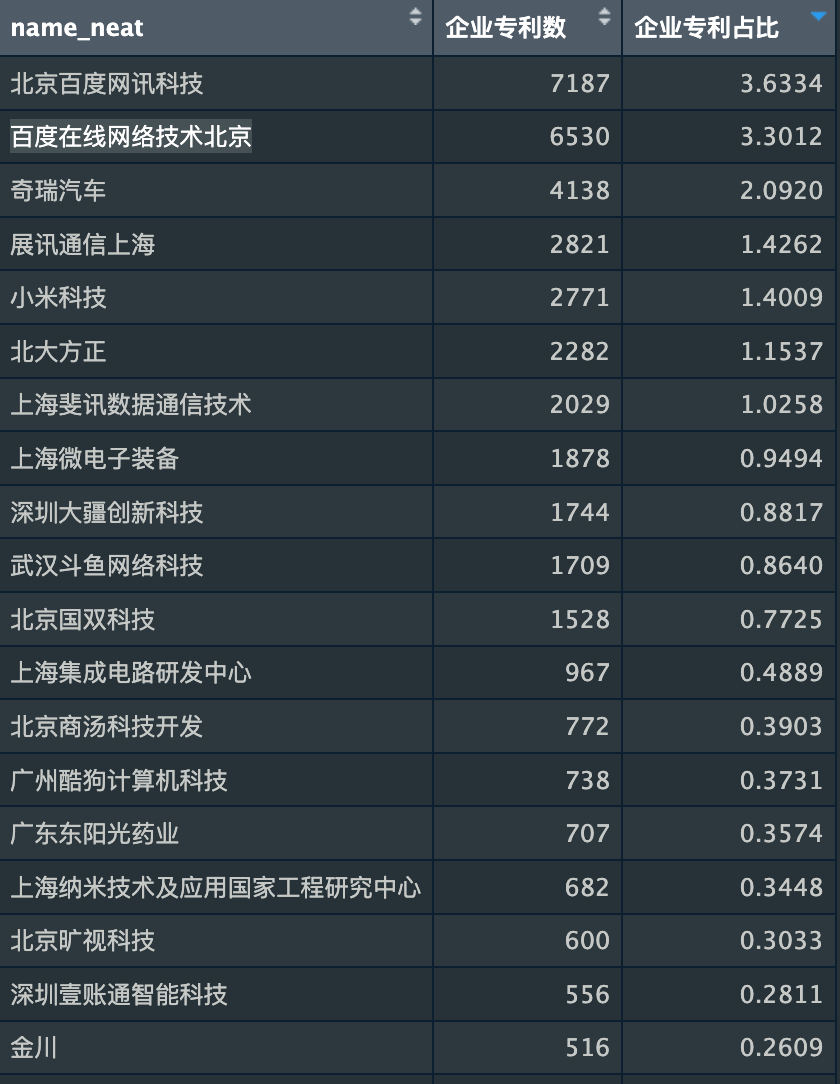 name_neat 企业专利数 企业专利占比
北京百度网讯科技 7187 3.6334
百度在线网络技术北京 6530 3.3012
奇瑞汽车 4138 2.0920
展讯通信上海 2821 1.4262
小米科技 2771 1.4009
北大方正 2282 1.1537
上海斐讯数据通信技术 2029 1.0258
上海微电子装备 1878 0.9494
深圳大疆创新科技 1744 0.8817
武汉斗鱼网络科技 1709 0.8640
北京国双科技 1528 0.7725
上海集成电路研发中心 967 0.4889
北京商汤科技开发 772 0.3903
广州酷狗计算机科技 738 0.3731
广东东阳光药业 707 0.3574
上海纳米技术及应用国家工程研究中心 682 0.3448
北京旷视科技 600 0.3033
深圳壹账通智能科技 556 0.2811
金川 516 0.2609